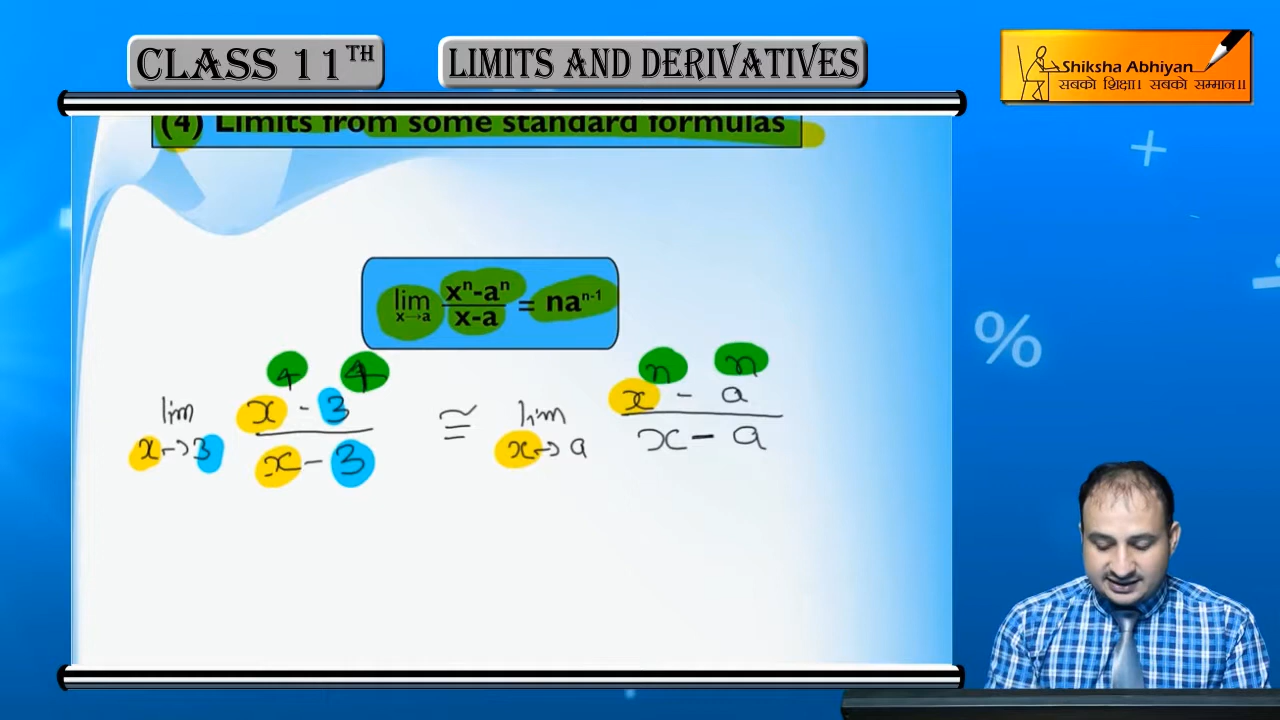 CLASS 11TH
LIMITS AND DERIVATIVES
Shiksha Abhiyan
सबको शिक्षा। सबको सम्मान॥
(4) Limits from some standard formulas
lim x→a (xⁿ-aⁿ)/(x-a) = naⁿ⁻¹
lim x→3 (x⁴ - 3⁴)/(x - 3) ≅ lim x→a (xⁿ - aⁿ)/(x - a)
%